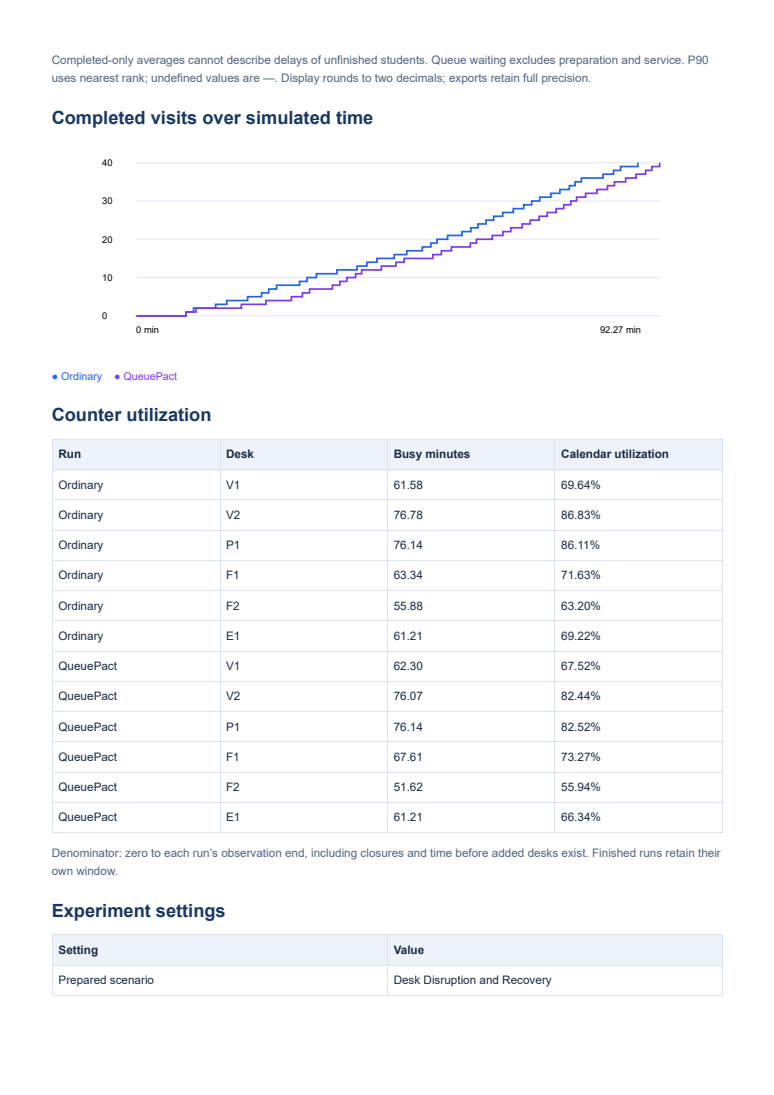 Completed-only averages cannot describe delays of unfinished students. Queue waiting excludes preparation and service. P90
uses nearest rank; undefined values are —. Display rounds to two decimals; exports retain full precision.
Completed visits over simulated time
40
30
20
10
0
0 min 92.27 min
● Ordinary ● QueuePact
Counter utilization
Run Desk Busy minutes Calendar utilization
Ordinary V1 61.58 69.64%
Ordinary V2 76.78 86.83%
Ordinary P1 76.14 86.11%
Ordinary F1 63.34 71.63%
Ordinary F2 55.88 63.20%
Ordinary E1 61.21 69.22%
QueuePact V1 62.30 67.52%
QueuePact V2 76.07 82.44%
QueuePact P1 76.14 82.52%
QueuePact F1 67.61 73.27%
QueuePact F2 51.62 55.94%
QueuePact E1 61.21 66.34%
Denominator: zero to each run’s observation end, including closures and time before added desks exist. Finished runs retain their
own window.
Experiment settings
Setting Value
Prepared scenario Desk Disruption and Recovery